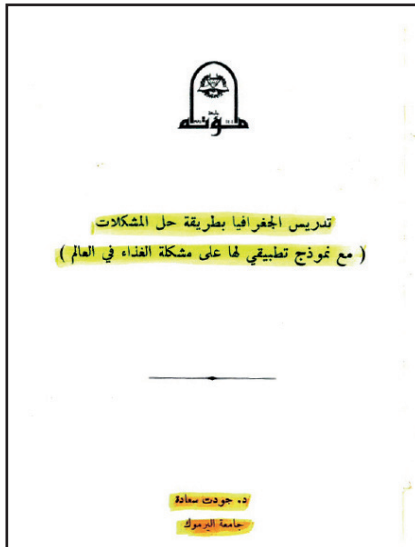 مؤتة
تدريس الجغرافيا بطريقة حل المشكلات
( مع نموذج تطبيقي لها على مشكلة الغذاء في العالم )
د. جودت سعادة
جامعة اليرموك